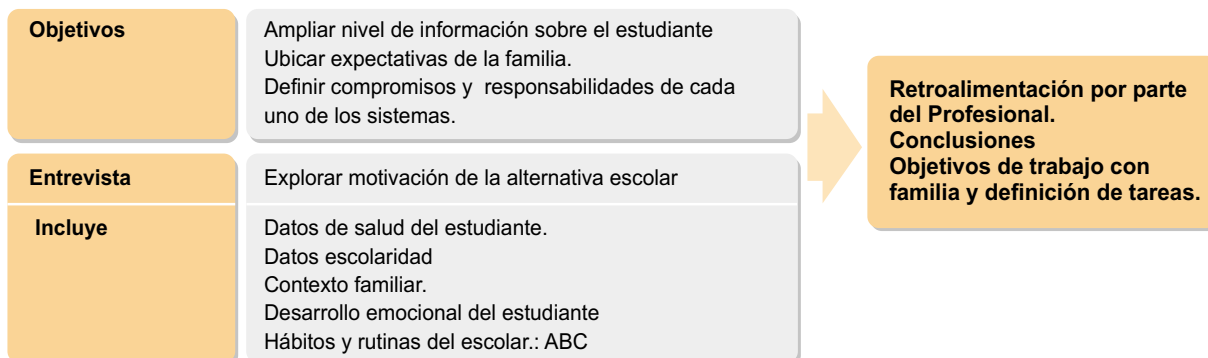 Objetivos
Ampliar nivel de información sobre el estudiante
Ubicar expectativas de la familia.
Definir compromisos y  responsabilidades de cada
uno de los sistemas.
Entrevista
Explorar motivación de la alternativa escolar
Incluye
Datos de salud del estudiante.
Datos escolaridad
Contexto familiar.
Desarrollo emocional del estudiante
Hábitos y rutinas del escolar.: ABC
Retroalimentación por parte
del Profesional.
Conclusiones
Objetivos de trabajo con
familia y definición de tareas.